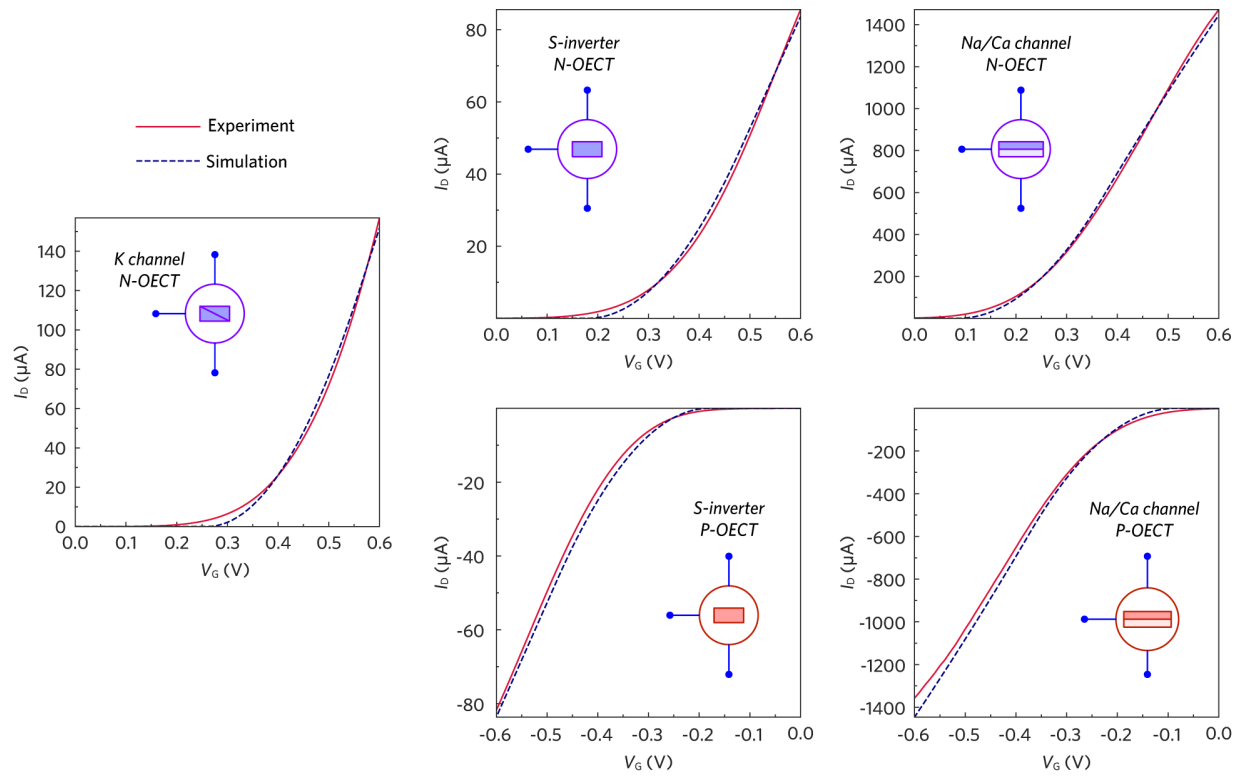 Experiment
Simulation
K channel
N-OECT
I_D (µA)
140
120
100
80
60
40
20
0
0.0 0.1 0.2 0.3 0.4 0.5 0.6
V_G (V)
S-inverter
N-OECT
I_D (µA)
80
60
40
20
0.0 0.1 0.2 0.3 0.4 0.5 0.6
V_G (V)
Na/Ca channel
N-OECT
I_D (µA)
1400
1200
1000
800
600
400
200
0.0 0.1 0.2 0.3 0.4 0.5 0.6
V_G (V)
S-inverter
P-OECT
I_D (µA)
-20
-40
-60
-80
-0.6 -0.5 -0.4 -0.3 -0.2 -0.1 0.0
V_G (V)
Na/Ca channel
P-OECT
I_D (µA)
-200
-400
-600
-800
-1000
-1200
-1400
-0.6 -0.5 -0.4 -0.3 -0.2 -0.1 0.0
V_G (V)